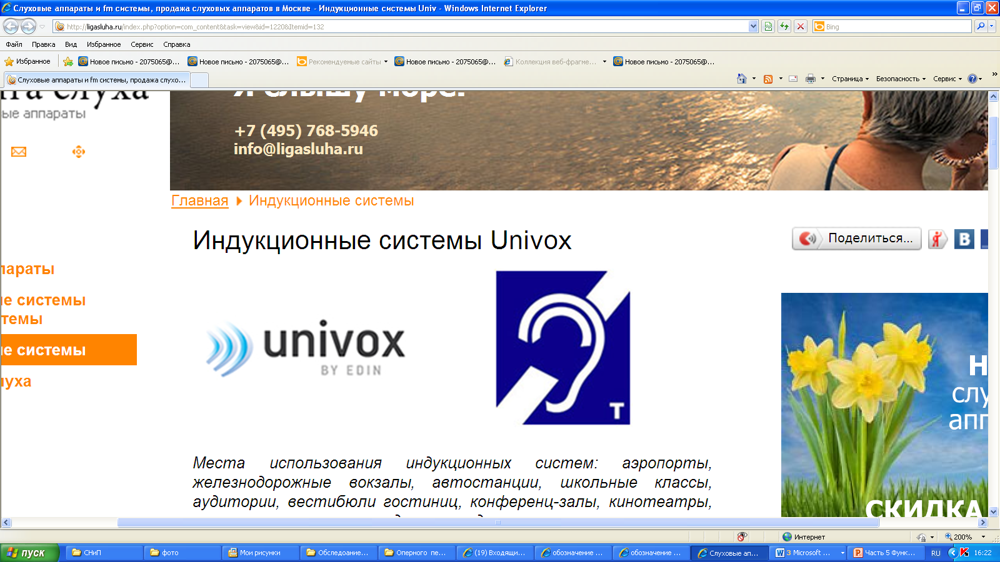 Слуховые аппараты и fm системы, продажа слуховых аппаратов в Москве - Индукционные системы Univ - Windows Internet Explorer
http://ligasluha.ru/index.php?option=com_content&task=view&id=1220&Itemid=132
Bing
Файл Правка Вид Избранное Сервис Справка
Избранное Новое письмо - 2075065@... Новое письмо - 2075065@... Рекомендуемые сайты Новое письмо - 2075065@... Коллекция веб-фрагме... Новое письмо - 2075065@...
Слуховые аппараты и fm системы, продажа слухо... Страница Безопасность Сервис
слуха
ые аппараты
Я слышу море!
+7 (495) 768-5946
info@ligasluha.ru
Главная Индукционные системы
Индукционные системы Univox
Поделиться...
В
параты
ие системы
темы
ие системы
луха
univox
BY EDIN
T
Н
слу
апп
СКИДКА
Места использования индукционных систем: аэропорты,
железнодорожные вокзалы, автостанции, школьные классы,
аудитории, вестибюли гостиниц, конференц-залы, кинотеатры,
Интернет 200%
пуск СНиП фото Мои рисунки Обследоание... Оперного пе... (19) Входящи... обозначение ... обозначение ... Слуховые ап... 3 Microsoft ... Часть 5 Функ... RU 16:22